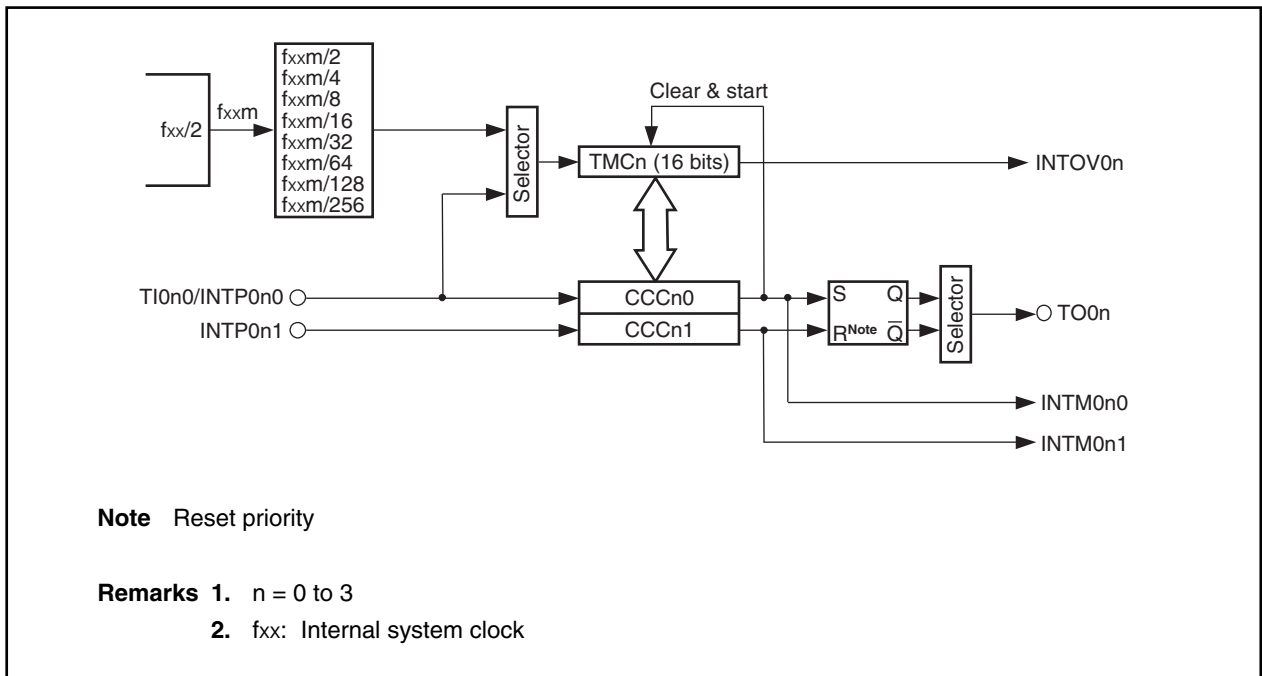 fxx/2
fxxm
fxxm/2
fxxm/4
fxxm/8
fxxm/16
fxxm/32
fxxm/64
fxxm/128
fxxm/256
Selector
Clear & start
TMCn (16 bits)
INTOV0n
TI0n0/INTP0n0
CCCn0
INTP0n1
CCCn1
S Q
RNote Q̅
Selector
TO0n
INTM0n0
INTM0n1
Note Reset priority
Remarks 1. n = 0 to 3
2. fxx: Internal system clock